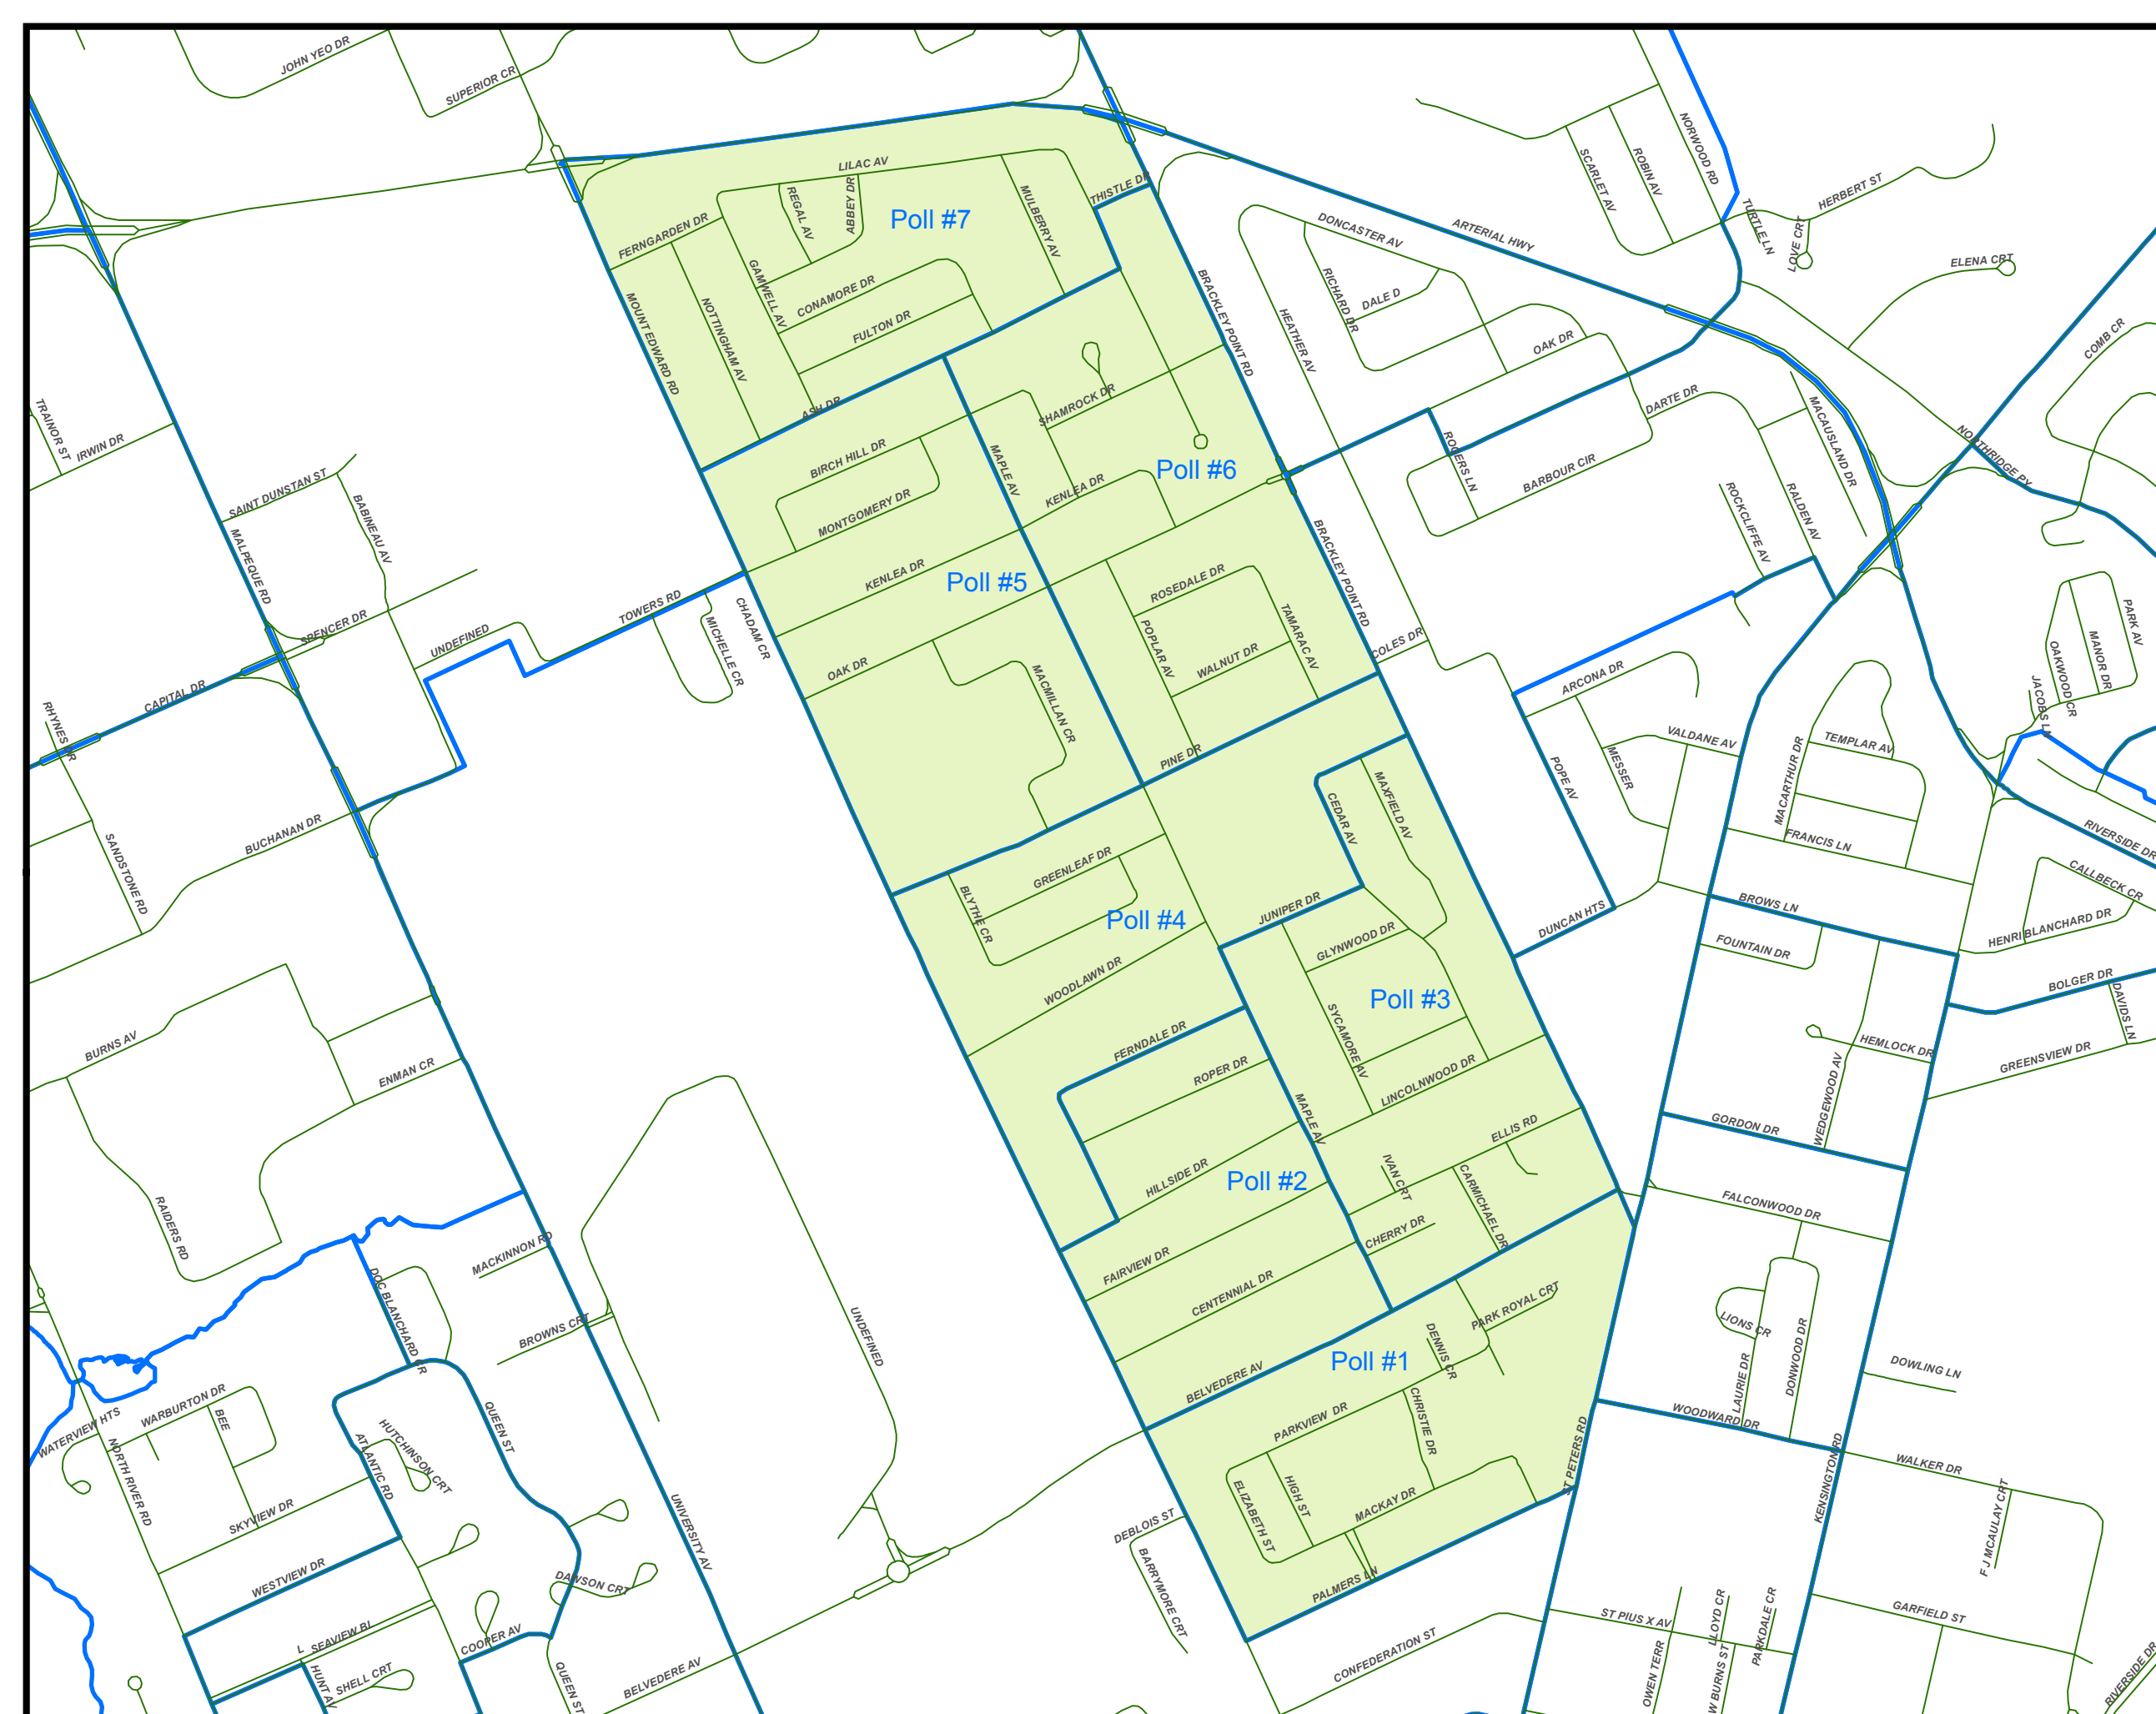 JOHN YEO DR
SUPERIOR CR
LILAC AV
REGAL AV
ABBEY DR
MULBERRY AV
THISTLE DR
Poll #7
FERNGARDEN DR
GAMWELL AV
CONAMORE DR
FULTON DR
NOTTINGHAM AV
MOUNT EDWARD RD
ASH DR
BRACKLEY POINT RD
HEATHER AV
DONCASTER AV
RICHARD DR
DALE D
ARTERIAL HWY
OAK DR
SCARLET AV
ROBIN AV
NORWOOD RD
TURTLE LN
LOVE CRT
HERBERT ST
ELENA CRT
COMB CR
NORTHRIDGE PY
DARTE DR
MACAUSLAND DR
RALDEN AV
ROCKCLIFFE AV
ROGERS LN
BARBOUR CIR
TRAINOR ST
IRWIN DR
SAINT DUNSTAN ST
BABINEAU AV
MALPEQUE RD
SPENCER DR
UNDEFINED
TOWERS RD
MICHELLE CR
CHADAM CR
CAPITAL DR
RHYNES DR
SANDSTONE RD
BUCHANAN DR
BIRCH HILL DR
MONTGOMERY DR
MAPLE AV
SHAMROCK DR
KENLEA DR
Poll #6
KENLEA DR
Poll #5
OAK DR
MACMILLAN CR
ROSEDALE DR
POPLAR AV
WALNUT DR
TAMARAC AV
BRACKLEY POINT RD
COLES DR
PINE DR
ARCONA DR
MESSER
POPE AV
VALDANE AV
DUNCAN HTS
MACARTHUR DR
TEMPLAR AV
FRANCIS LN
JACOBS LN
OAKWOOD CR
MANOR DR
PARK AV
RIVERSIDE DR
CALLBECK CR
HENRI BLANCHARD DR
BOLGER DR
DAVIDS LN
GREENSVIEW DR
BROWS LN
FOUNTAIN DR
HEMLOCK DR
WEDGEWOOD AV
GORDON DR
FALCONWOOD DR
CEDAR AV
MAXFIELD AV
JUNIPER DR
GLYNWOOD DR
Poll #3
SYCAMORE AV
LINCOLNWOOD DR
GREENLEAF DR
BLYTHE CR
Poll #4
WOODLAWN DR
FERNDALE DR
ROPER DR
MAPLE AV
HILLSIDE DR
Poll #2
FAIRVIEW DR
CENTENNIAL DR
IVAN CRT
ELLIS RD
CARMICHAEL DR
CHERRY DR
BELVEDERE AV
Poll #1
PARK ROYAL CRT
DENNIS CR
PARKVIEW DR
CHRISTIE DR
ELIZABETH ST
HIGH ST
MACKAY DR
PALMERS LN
ST PETERS RD
DEBLOIS ST
BARRYMORE CRT
CONFEDERATION ST
LIONS CR
LAURIE DR
DONWOOD DR
WOODWARD DR
DOWLING LN
KENSINGTON RD
WALKER DR
F J MCAULAY CRT
GARFIELD ST
RIVERSIDE DR
ST PIUS X AV
OWEN TERR
LLOYD CR
W BURNS ST
PARKDALE CR
BURNS AV
ENMAN CR
RAIDERS RD
MACKINNON RD
DOC BLANCHARD CR
BROWNS CRT
UNDEFINED
WATERVIEW HTS
WARBURTON DR
BEE
NORTH RIVER RD
SKYVIEW DR
HUTCHINSON CRT
ATLANTIC RD
QUEEN ST
WESTVIEW DR
UNIVERSITY AV
DAWSON CRT
L SEAVIEW BL
HUNT AV
SHELL CRT
COOPER AV
QUEEN ST
BELVEDERE AV